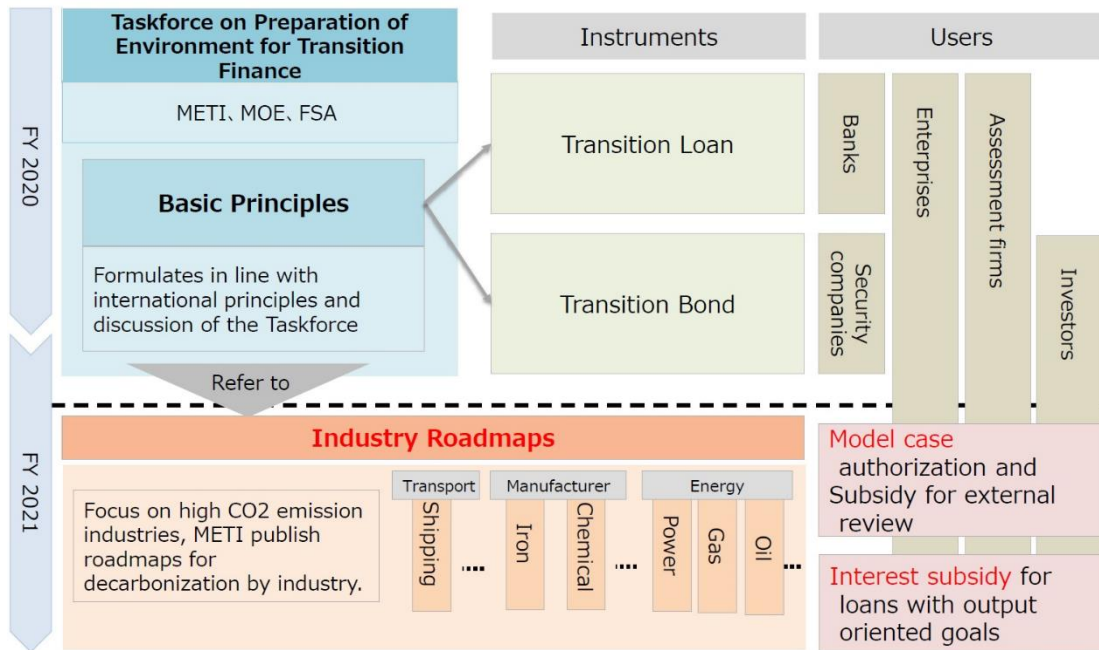 Taskforce on Preparation of
Environment for Transition
Finance
METI、MOE、FSA
Basic Principles
Formulates in line with
international principles and
discussion of the Taskforce
Refer to
FY 2020
Instruments
Transition Loan
Transition Bond
Users
Banks
Security
companies
Enterprises
Assessment firms
Investors
FY 2021
Industry Roadmaps
Focus on high CO2 emission
industries, METI publish
roadmaps for
decarbonization by industry.
Transport
Shipping
....
Manufacturer
Iron
Chemical
....
Energy
Power
Gas
Oil
...
Model case
authorization and
Subsidy for external
review
Interest subsidy for
loans with output
oriented goals